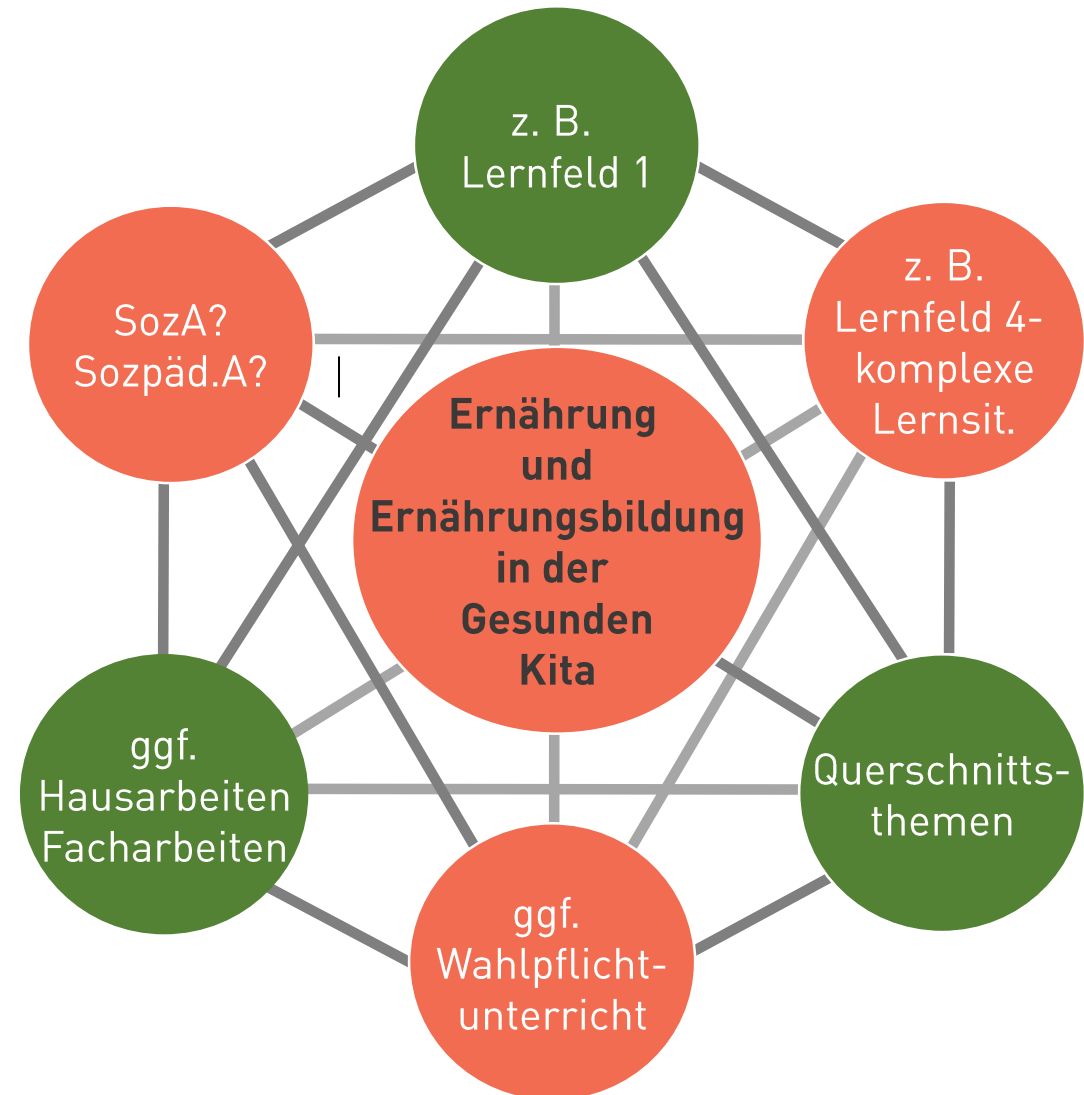 z. B.
Lernfeld 1
z. B.
Lernfeld 4-
komplexe
Lernsit.
SozA?
Sozpäd.A?
Ernährung
und
Ernährungsbildung
in der
Gesunden
Kita
ggf.
Hausarbeiten
Facharbeiten
Querschnitts-
themen
ggf.
Wahlpflicht-
unterricht